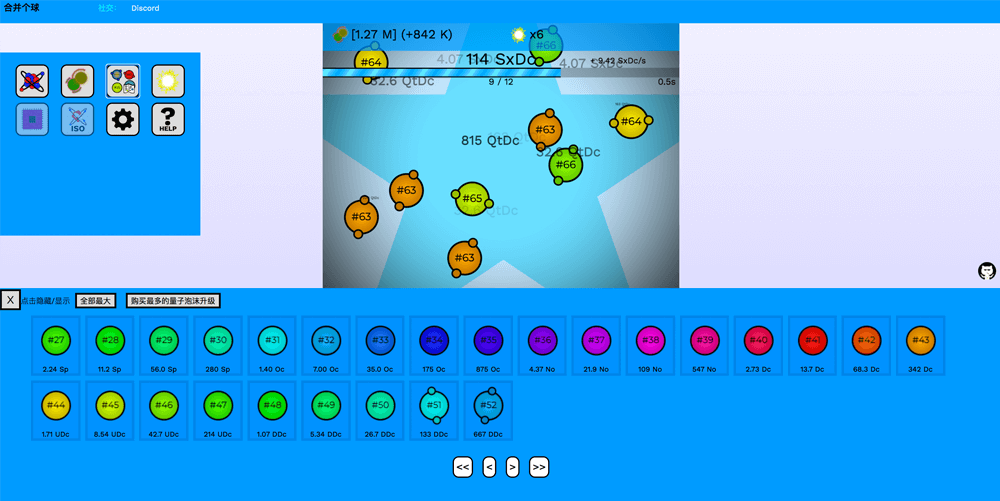 合并个球 社交： Discord
[1.27 M] (+842 K) x6
#64 4.07 #66
114 SxDc 4.07 SxDc + 9.42 SxDc/s
32.6 QtDc 9 / 12 0.5s
#63 #64
815 QtDc
32.6 QtDc
#66
ISO HELP
#63 #65
#63
#63
X 点击隐藏/显示 全部最大 购买最多的量子泡沫升级
#27 #28 #29 #30 #31 #32 #33 #34 #35 #36 #37 #38 #39 #40 #41 #42 #43
2.24 Sp 11.2 Sp 56.0 Sp 280 Sp 1.40 Oc 7.00 Oc 35.0 Oc 175 Oc 875 Oc 4.37 No 21.9 No 109 No 547 No 2.73 Dc 13.7 Dc 68.3 Dc 342 Dc
#44 #45 #46 #47 #48 #49 #50 #51 #52
1.71 UDc 8.54 UDc 42.7 UDc 214 UDc 1.07 DDc 5.34 DDc 26.7 DDc 133 DDc 667 DDc
<< < > >>